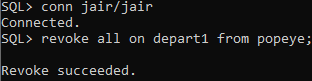 SQL> conn jair/jair
Connected.
SQL> revoke all on depart1 from popeye;
Revoke succeeded.